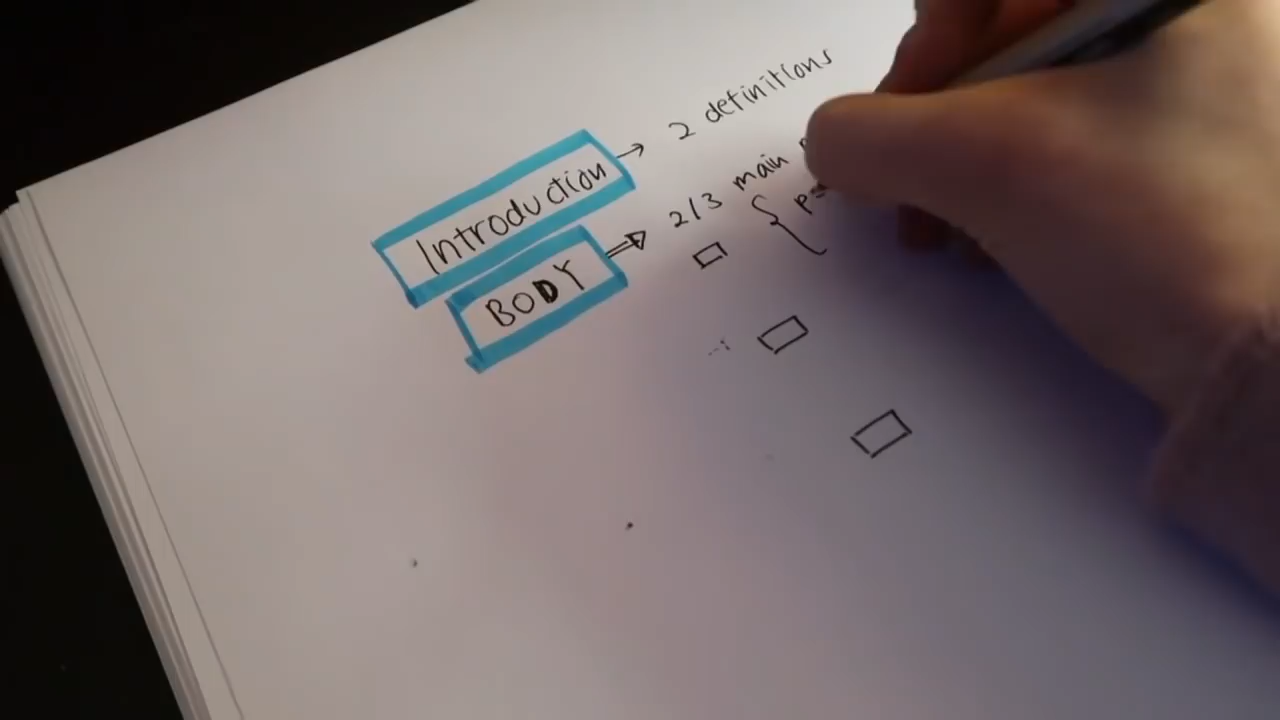 Introduction → 2 definitions
BODY ⇒ 2/3 main